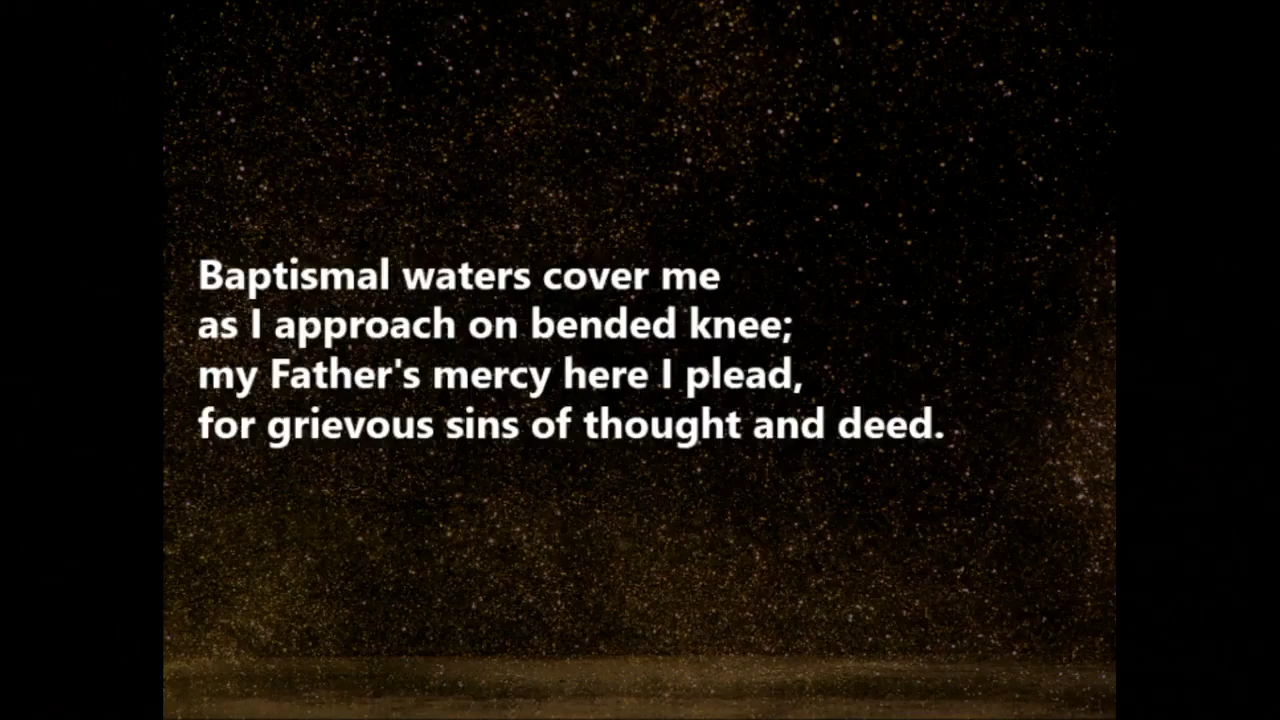 Baptismal waters cover me
as I approach on bended knee;
my Father's mercy here I plead,
for grievous sins of thought and deed.